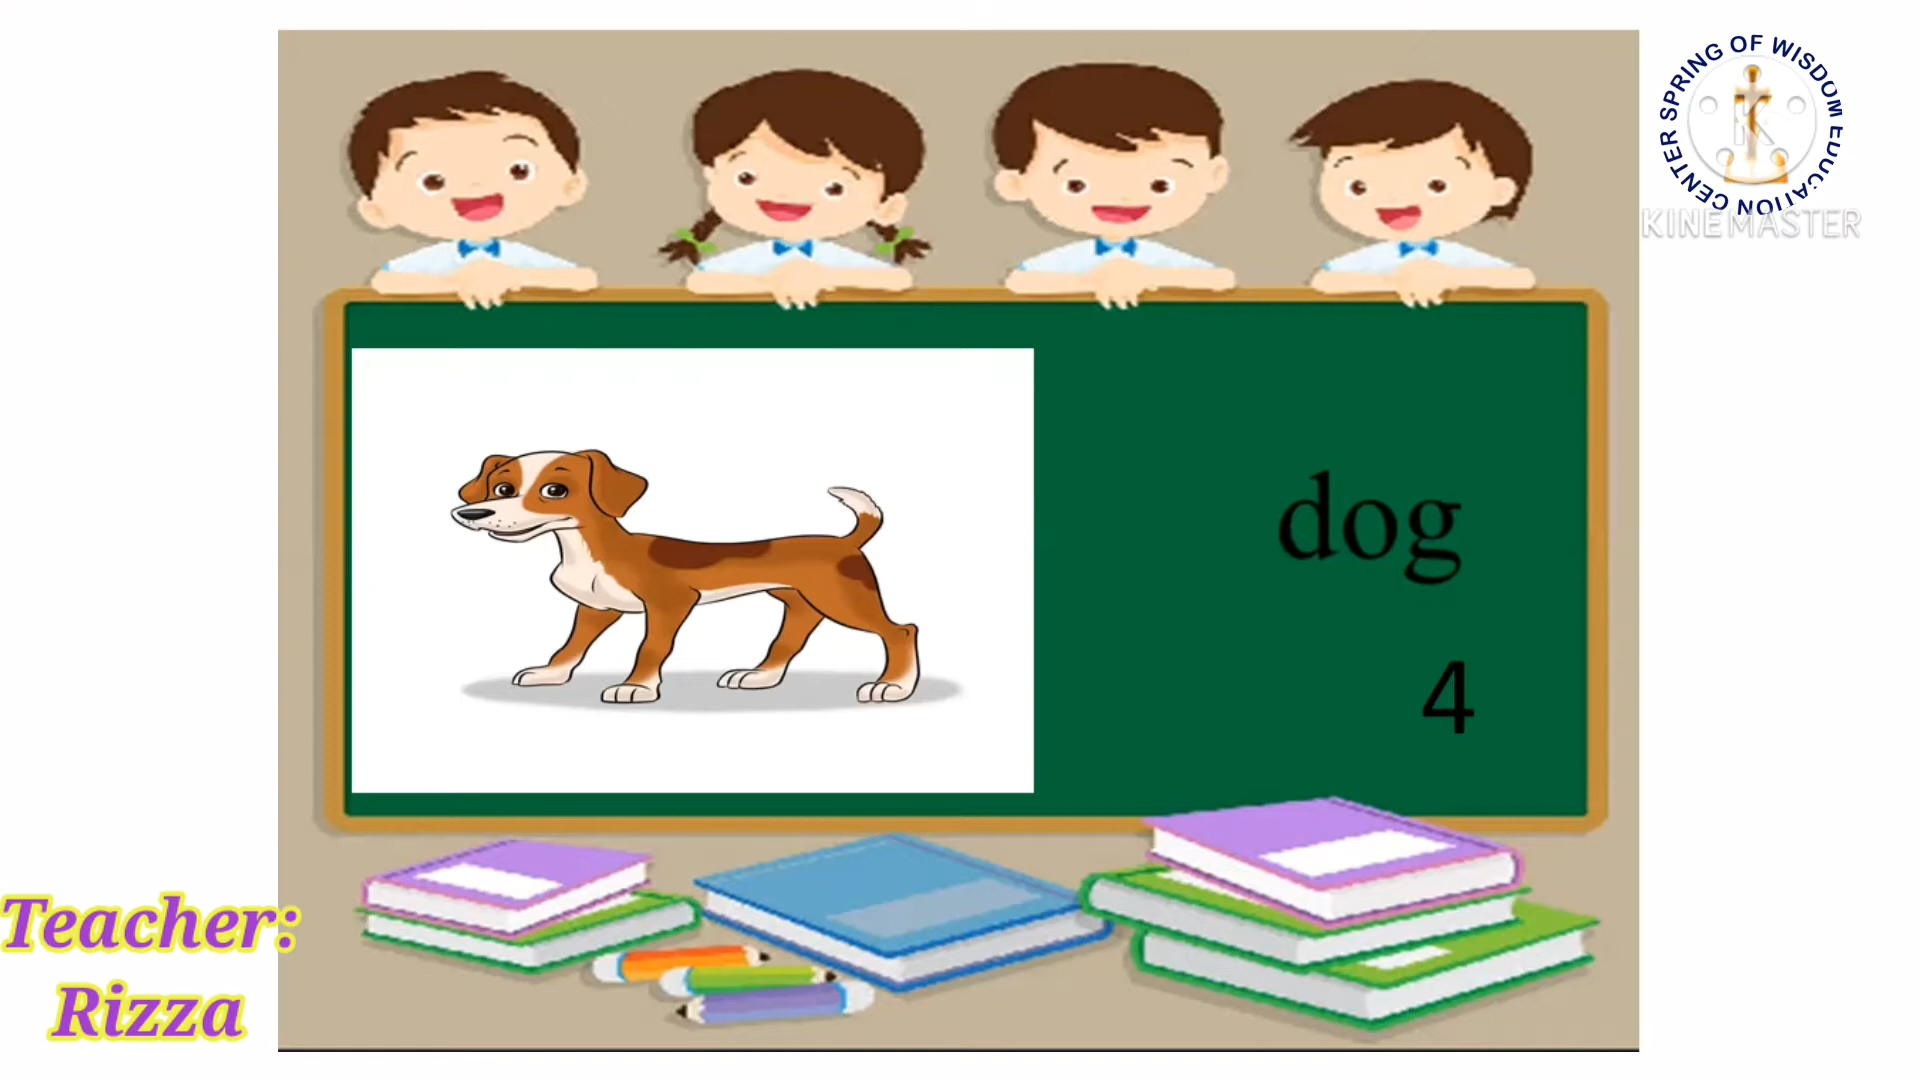 SPRING OF WISDOM EDUCATION CENTER
K
KINEMASTER
dog
4
Teacher:
Rizza